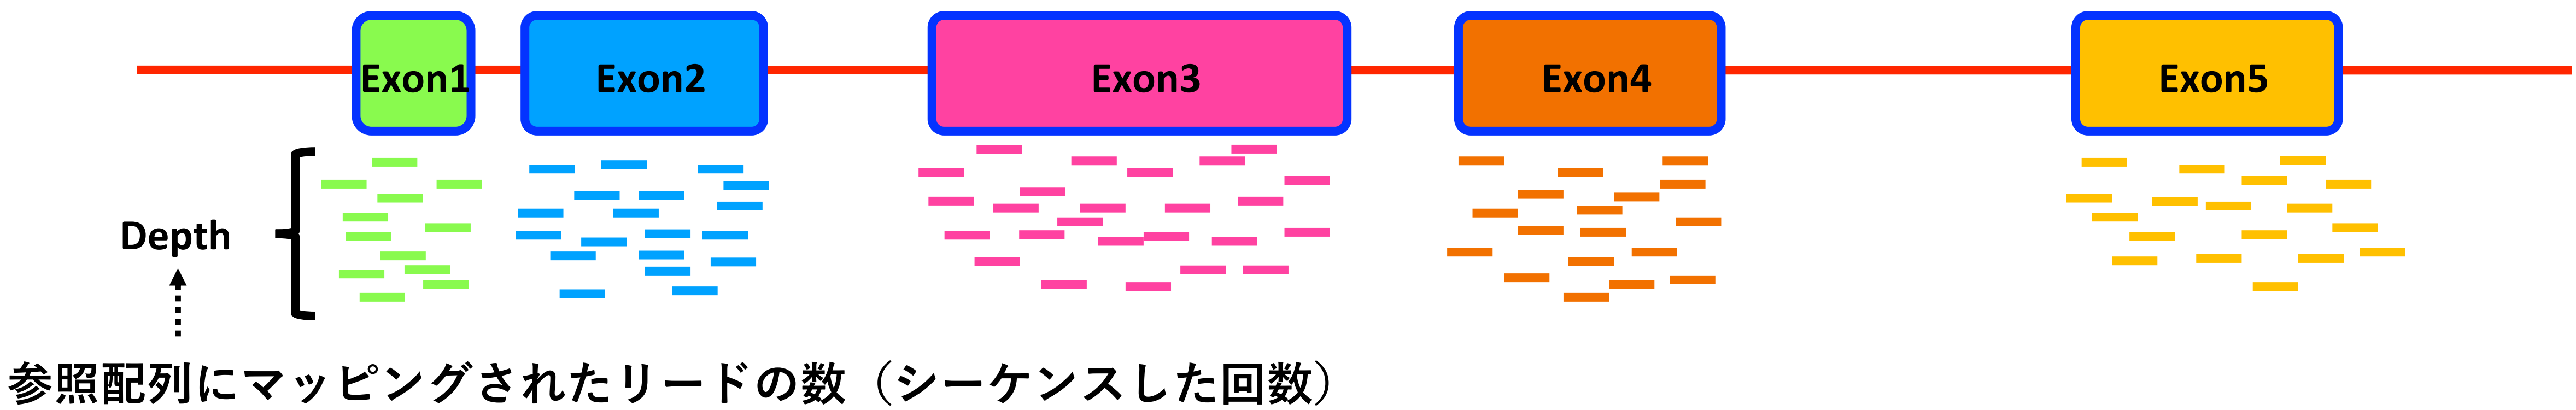 Exon1 Exon2 Exon3 Exon4 Exon5
Depth
参照配列にマッピングされたリードの数（シーケンスした回数）